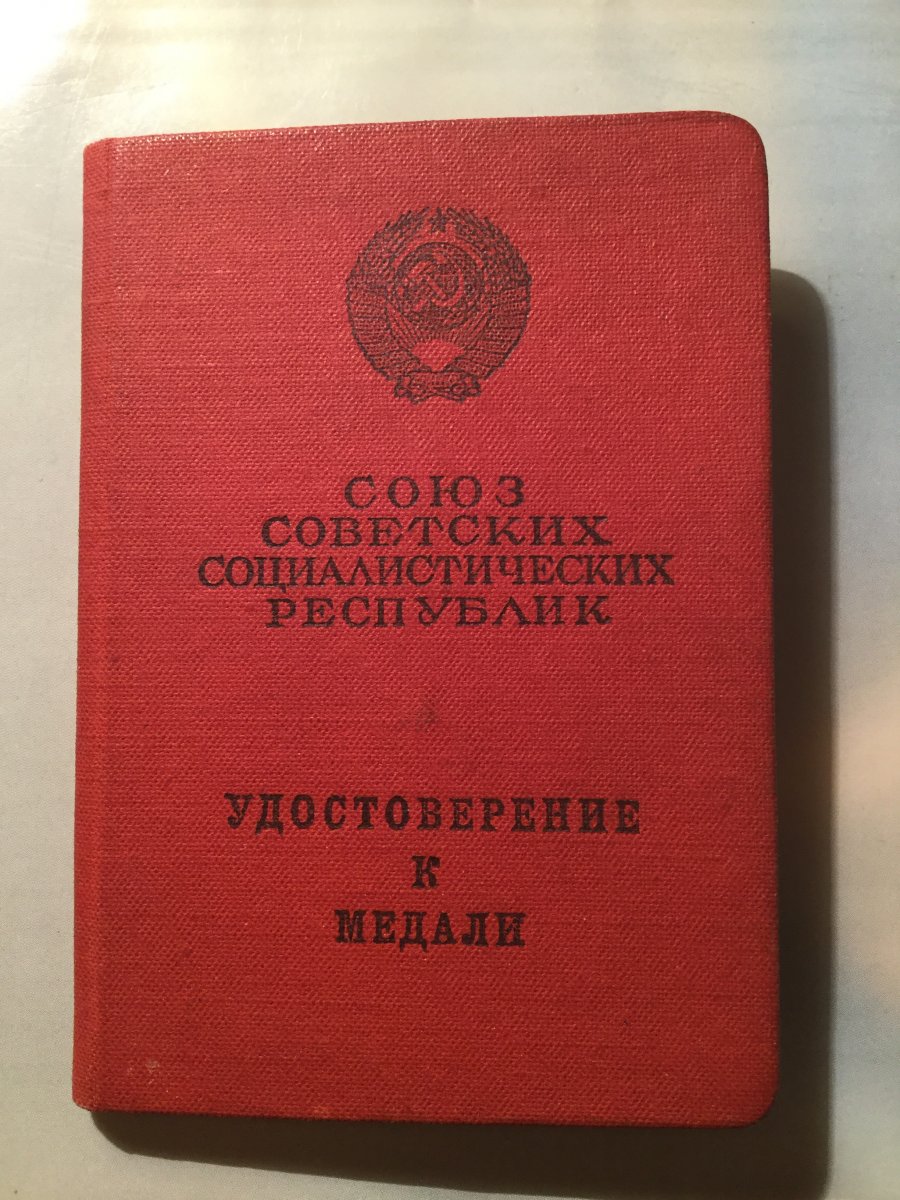 СОЮЗ
СОВЕТСКИХ
СОЦИАЛИСТИЧЕСКИХ
РЕСПУБЛИК
УДОСТОВЕРЕНИЕ
К
МЕДАЛИ